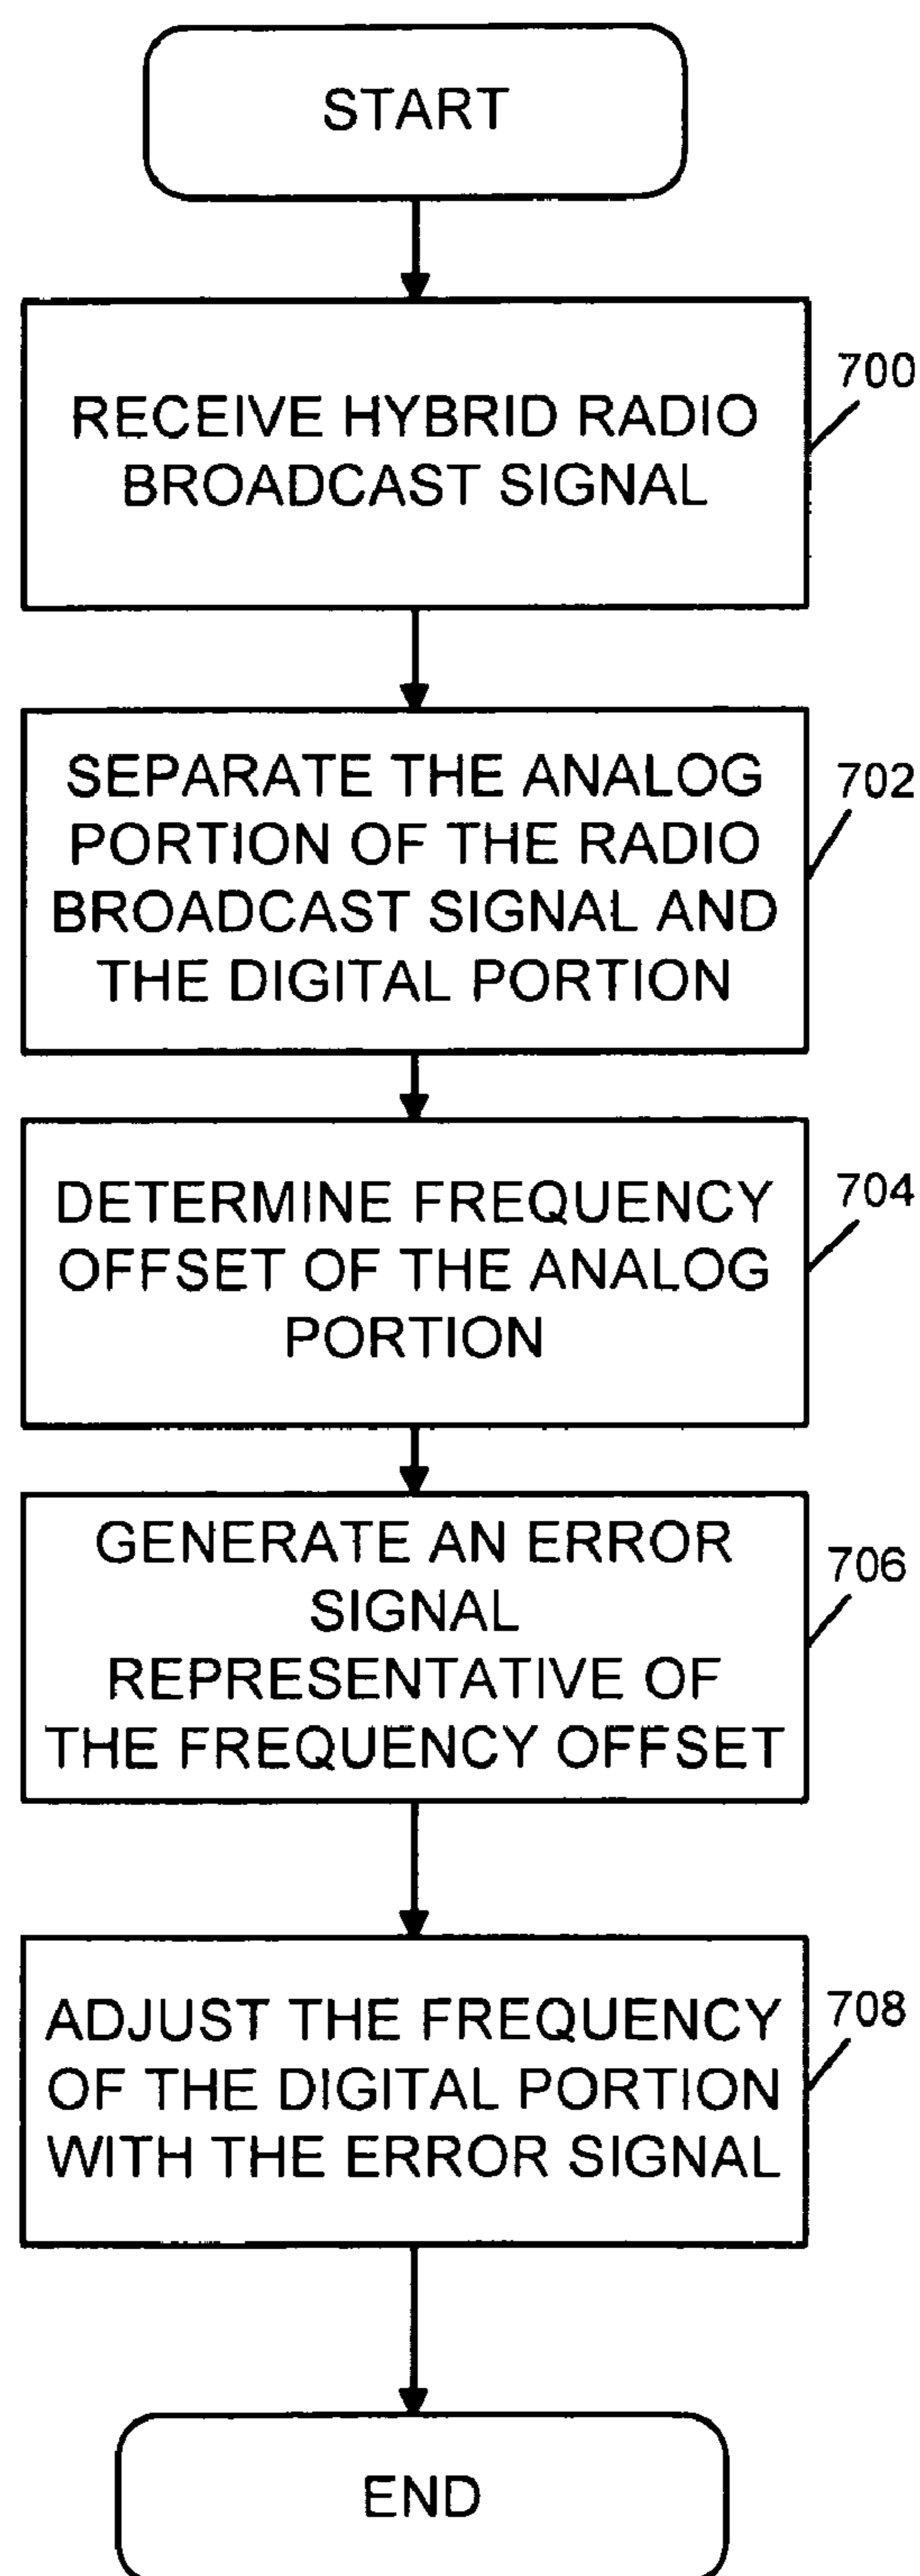 START
700
RECEIVE HYBRID RADIO
BROADCAST SIGNAL
702
SEPARATE THE ANALOG
PORTION OF THE RADIO
BROADCAST SIGNAL AND
THE DIGITAL PORTION
704
DETERMINE FREQUENCY
OFFSET OF THE ANALOG
PORTION
706
GENERATE AN ERROR
SIGNAL
REPRESENTATIVE OF
THE FREQUENCY OFFSET
708
ADJUST THE FREQUENCY
OF THE DIGITAL PORTION
WITH THE ERROR SIGNAL
END